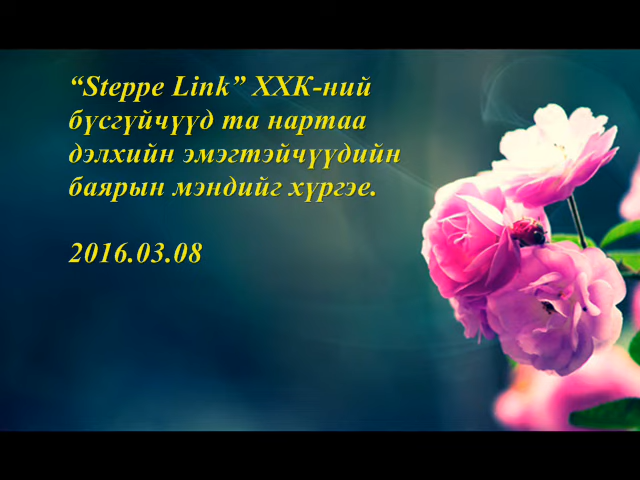 “Steppe Link” ХХК-ний
бүсгүйчүүд та нартаа
дэлхийн эмэгтэйчүүдийн
баярын мэндийг хүргэе.
2016.03.08